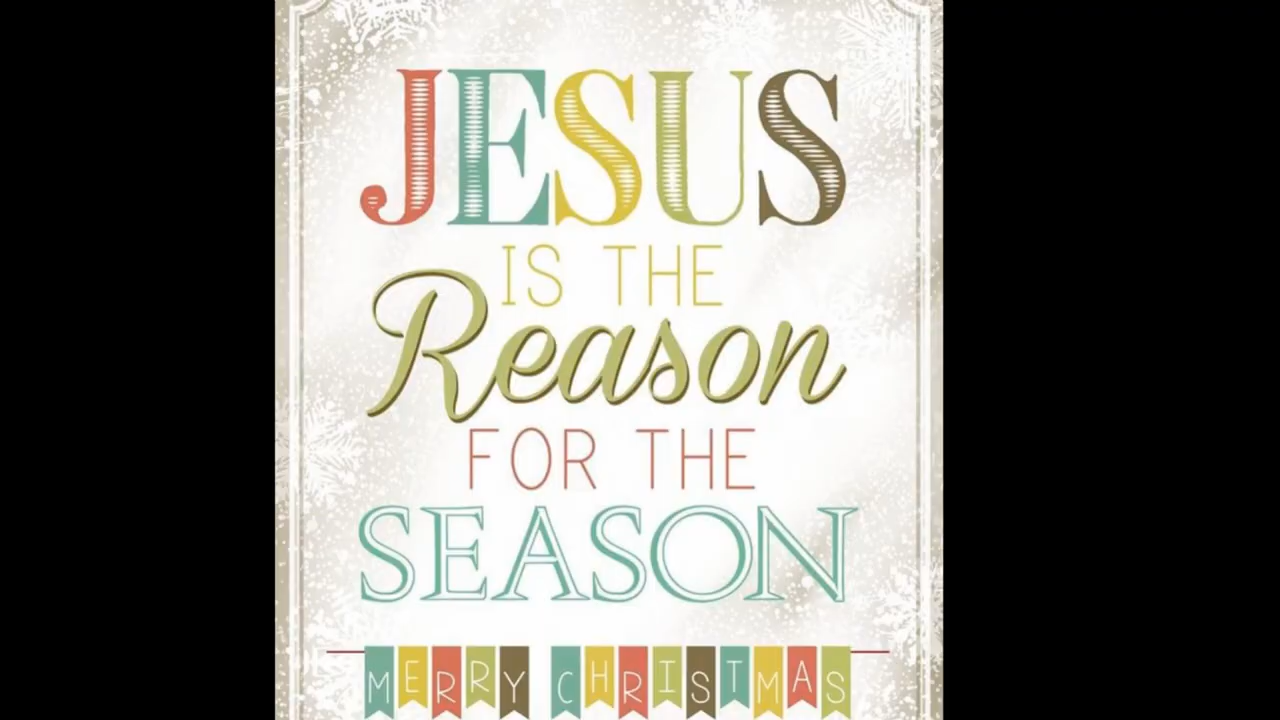 JESUS
IS THE
Reason
FOR THE
SEASON
MERRY CHRISTMAS